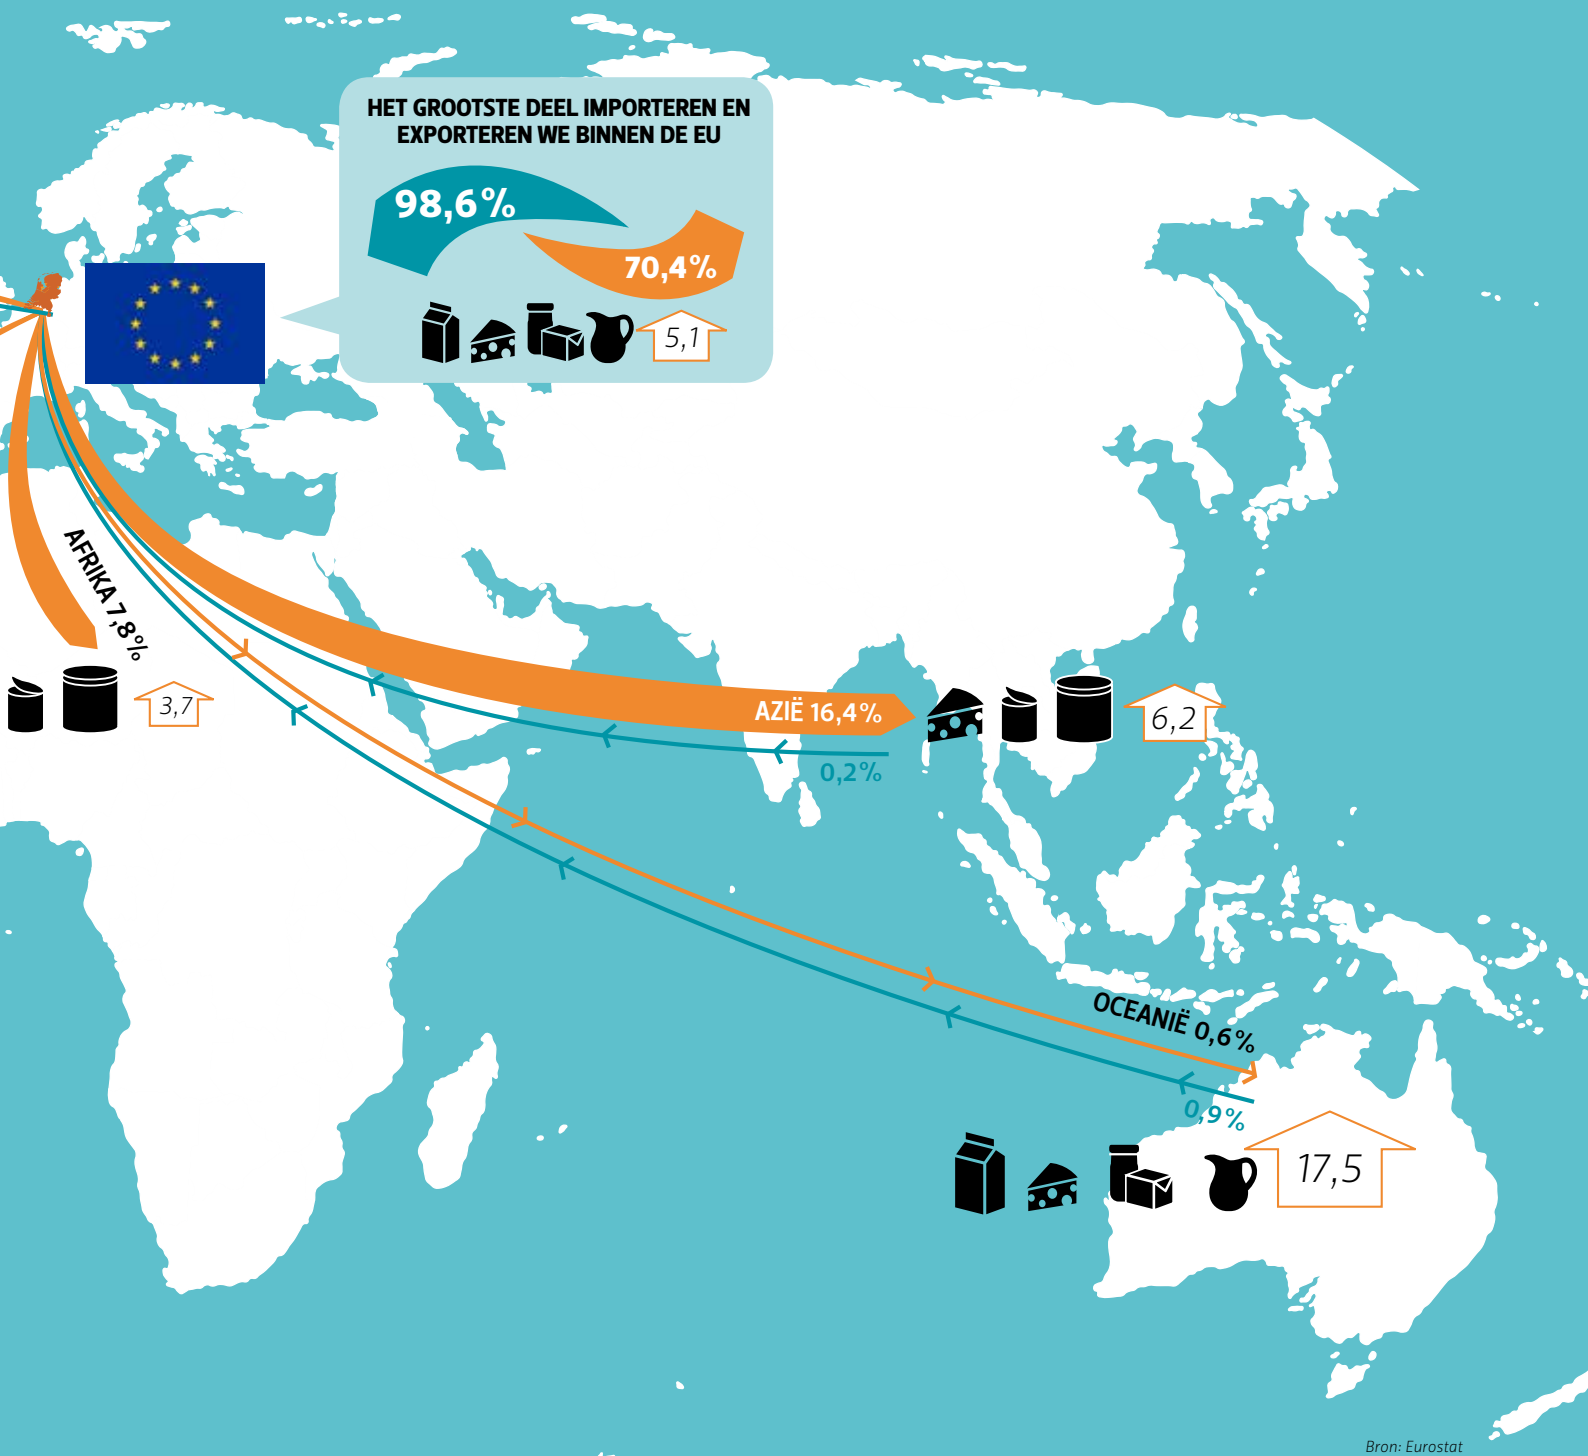 HET GROOTSTE DEEL IMPORTEREN EN
EXPORTEREN WE BINNEN DE EU
98,6%
70,4%
5,1
AFRIKA 7,8%
3,7
AZIË 16,4%
6,2
0,2%
OCEANIË 0,6%
0,9%
17,5
Bron: Eurostat